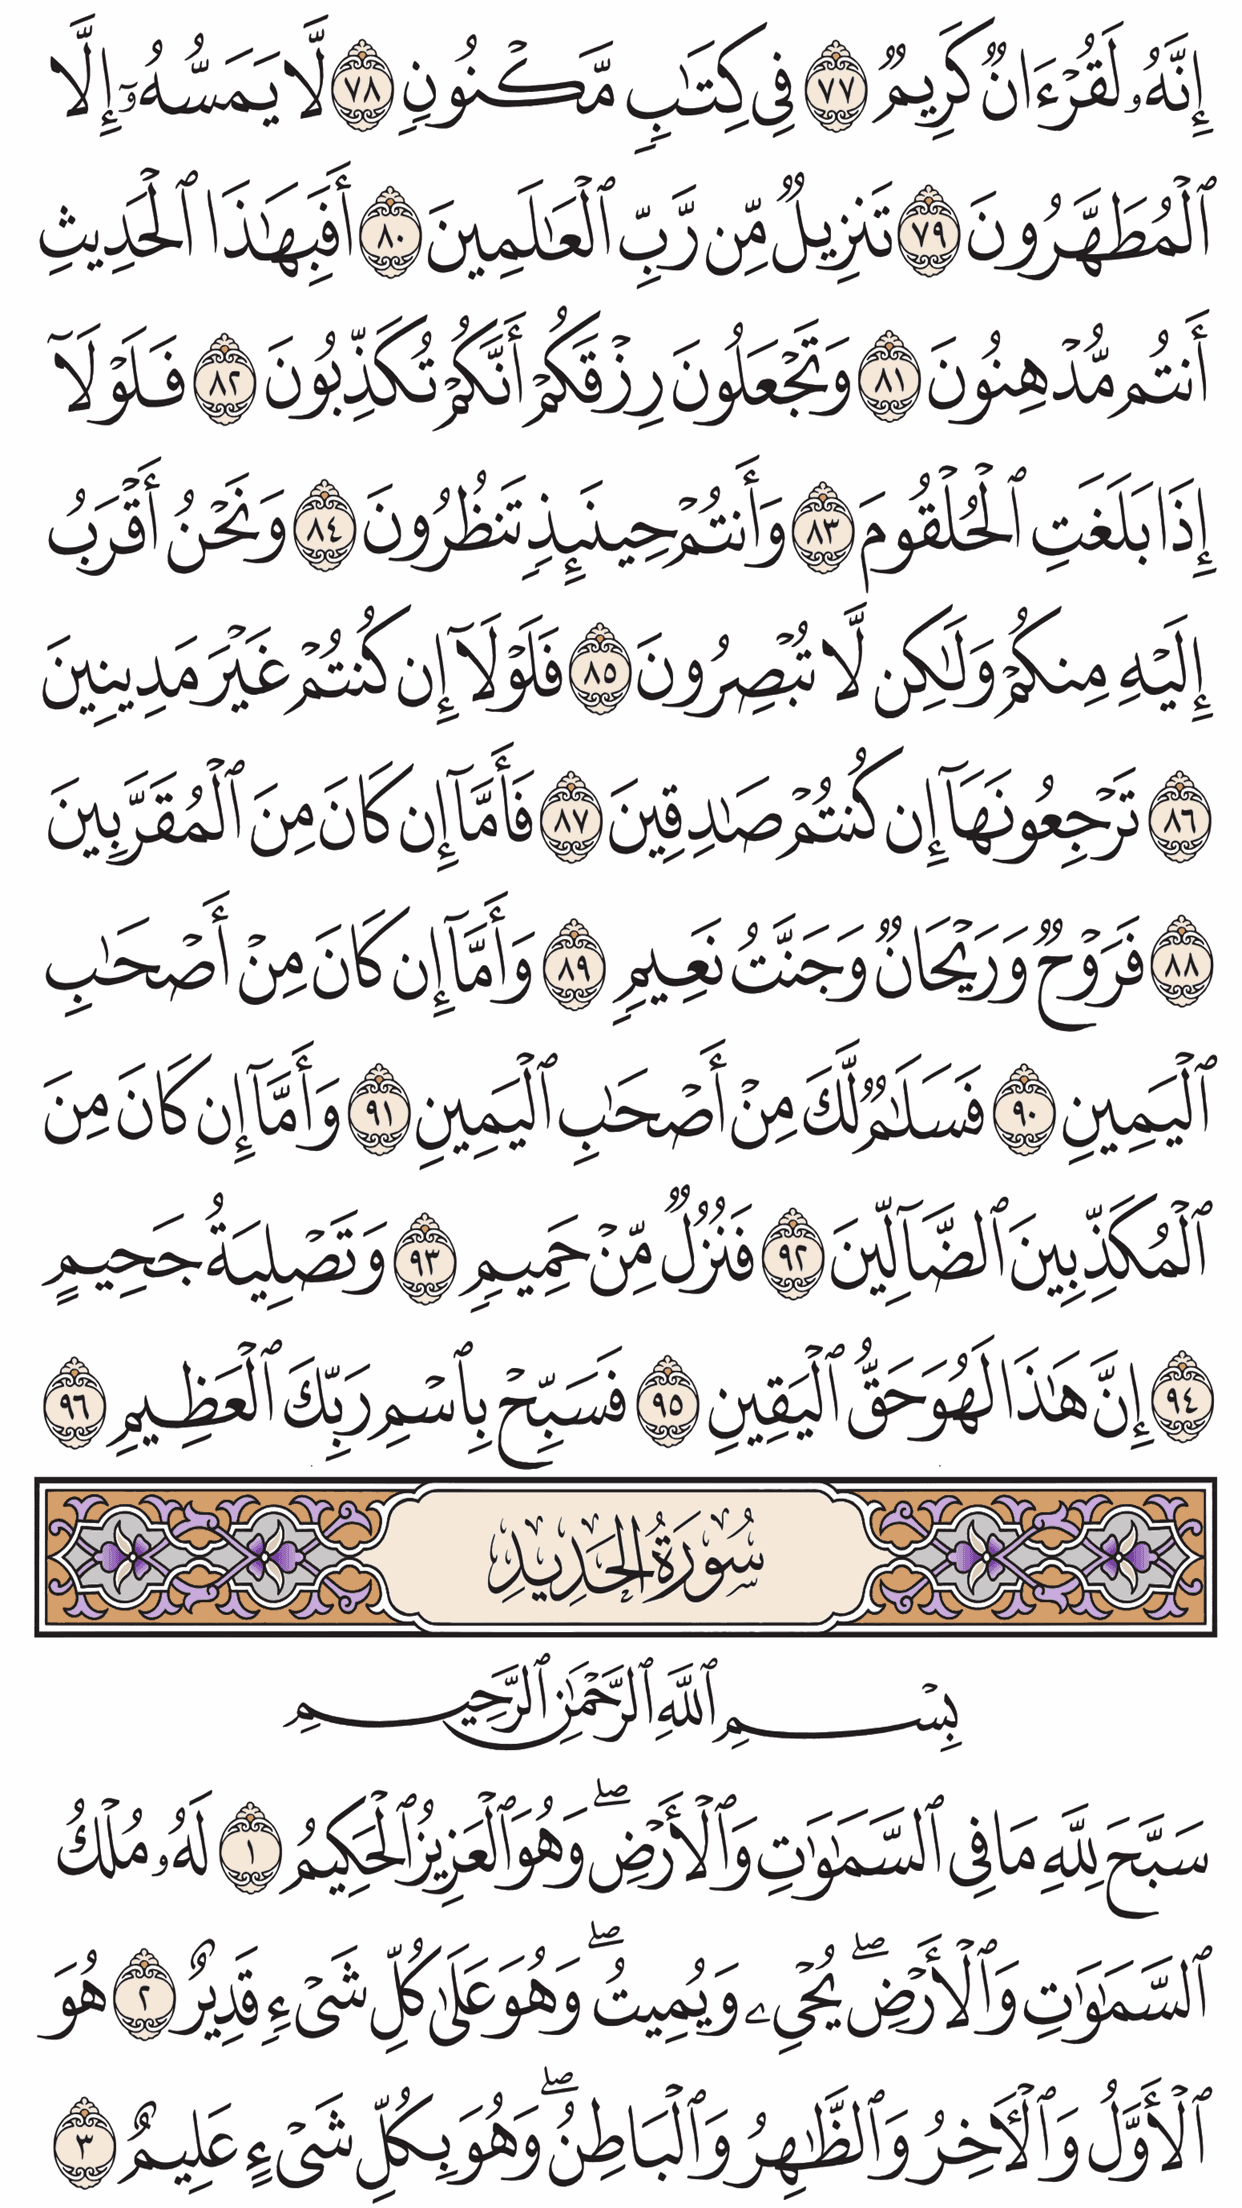 إِنَّهُۥ لَقُرْءَانٌ كَرِيمٌ ٧٧ فِى كِتَٰبٍ مَّكْنُونٍ ٧٨ لَّا يَمَسُّهُۥٓ إِلَّا
ٱلْمُطَهَّرُونَ ٧٩ تَنزِيلٌ مِّن رَّبِّ ٱلْعَٰلَمِينَ ٨٠ أَفَبِهَٰذَا ٱلْحَدِيثِ
أَنتُم مُّدْهِنُونَ ٨١ وَتَجْعَلُونَ رِزْقَكُمْ أَنَّكُمْ تُكَذِّبُونَ ٨٢ فَلَوْلَآ
إِذَا بَلَغَتِ ٱلْحُلْقُومَ ٨٣ وَأَنتُمْ حِينَئِذٍ تَنظُرُونَ ٨٤ وَنَحْنُ أَقْرَبُ
إِلَيْهِ مِنكُمْ وَلَٰكِن لَّا تُبْصِرُونَ ٨٥ فَلَوْلَآ إِن كُنتُمْ غَيْرَ مَدِينِينَ
٨٦ تَرْجِعُونَهَآ إِن كُنتُمْ صَٰدِقِينَ ٨٧ فَأَمَّآ إِن كَانَ مِنَ ٱلْمُقَرَّبِينَ
٨٨ فَرَوْحٌ وَرَيْحَانٌ وَجَنَّتُ نَعِيمٍ ٨٩ وَأَمَّآ إِن كَانَ مِنْ أَصْحَٰبِ
ٱلْيَمِينِ ٩٠ فَسَلَٰمٌ لَّكَ مِنْ أَصْحَٰبِ ٱلْيَمِينِ ٩١ وَأَمَّآ إِن كَانَ مِنَ
ٱلْمُكَذِّبِينَ ٱلضَّآلِّينَ ٩٢ فَنُزُلٌ مِّنْ حَمِيمٍ ٩٣ وَتَصْلِيَةُ جَحِيمٍ
٩٤ إِنَّ هَٰذَا لَهُوَ حَقُّ ٱلْيَقِينِ ٩٥ فَسَبِّحْ بِٱسْمِ رَبِّكَ ٱلْعَظِيمِ ٩٦
سُورَةُ الحَدِيدِ
بِسْمِ ٱللَّهِ ٱلرَّحْمَٰنِ ٱلرَّحِيمِ
سَبَّحَ لِلَّهِ مَا فِى ٱلسَّمَٰوَٰتِ وَٱلْأَرْضِ ۖ وَهُوَ ٱلْعَزِيزُ ٱلْحَكِيمُ ١ لَهُۥ مُلْكُ
ٱلسَّمَٰوَٰتِ وَٱلْأَرْضِ ۖ يُحْىِۦ وَيُمِيتُ ۖ وَهُوَ عَلَىٰ كُلِّ شَىْءٍ قَدِيرٌ ٢ هُوَ
ٱلْأَوَّلُ وَٱلْءَاخِرُ وَٱلظَّٰهِرُ وَٱلْبَاطِنُ ۖ وَهُوَ بِكُلِّ شَىْءٍ عَلِيمٌ ٣